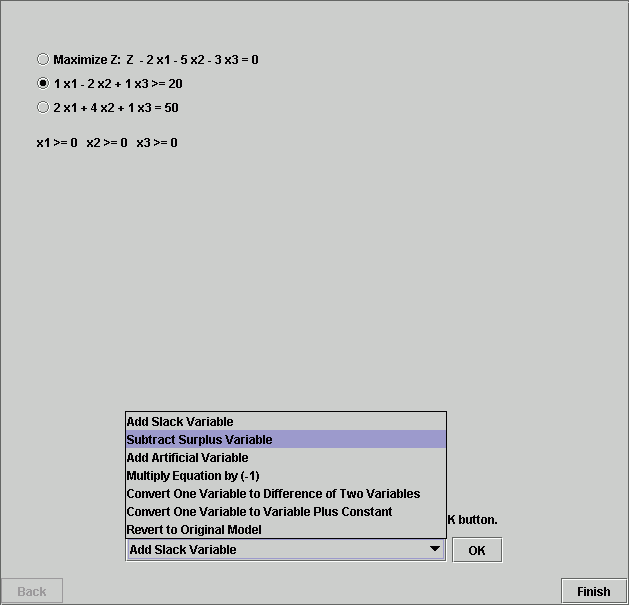 Maximize Z: Z - 2 x1 - 5 x2 - 3 x3 = 0
1 x1 - 2 x2 + 1 x3 >= 20
2 x1 + 4 x2 + 1 x3 = 50
x1 >= 0 x2 >= 0 x3 >= 0
Add Slack Variable
Subtract Surplus Variable
Add Artificial Variable
Multiply Equation by (-1)
Convert One Variable to Difference of Two Variables
Convert One Variable to Variable Plus Constant
K button.
Revert to Original Model
Add Slack Variable
OK
Back
Finish